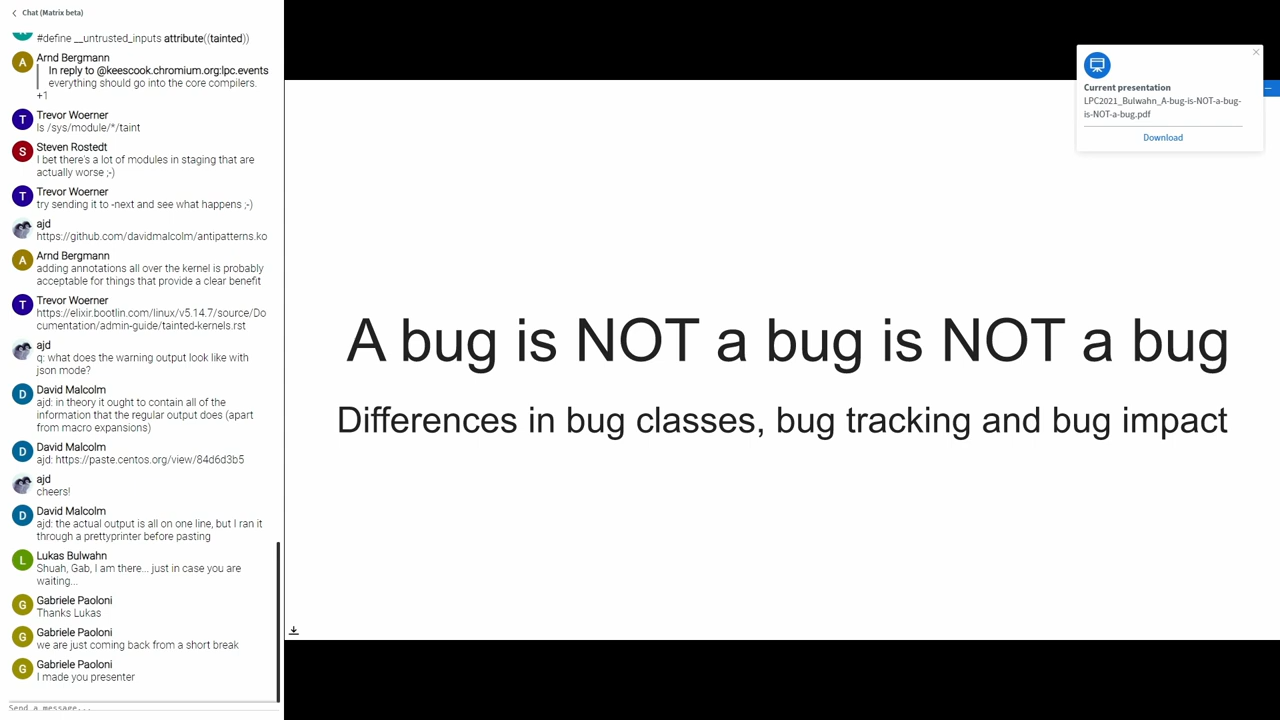 Chat (Matrix beta)
#define __untrusted_inputs attribute((tainted))
A
Arnd Bergmann
In reply to @keescook.chromium.org:lpc.events
everything should go into the core compilers.
+1
T
Trevor Woerner
ls /sys/module/*/taint
S
Steven Rostedt
I bet there's a lot of modules in staging that are
actually worse ;-)
T
Trevor Woerner
try sending it to -next and see what happens ;-)
ajd
https://github.com/davidmalcolm/antipatterns.ko
A
Arnd Bergmann
adding annotations all over the kernel is probably
acceptable for things that provide a clear benefit
T
Trevor Woerner
https://elixir.bootlin.com/linux/v5.14.7/source/Do
cumentation/admin-guide/tainted-kernels.rst
ajd
q: what does the warning output look like with
json mode?
D
David Malcolm
ajd: in theory it ought to contain all of the
information that the regular output does (apart
from macro expansions)
D
David Malcolm
ajd: https://paste.centos.org/view/84d6d3b5
ajd
cheers!
D
David Malcolm
ajd: the actual output is all on one line, but I ran it
through a prettyprinter before pasting
L
Lukas Bulwahn
Shuah, Gab, I am there... just in case you are
waiting...
G
Gabriele Paoloni
Thanks Lukas
G
Gabriele Paoloni
we are just coming back from a short break
G
Gabriele Paoloni
I made you presenter
Send a message...
A bug is NOT a bug is NOT a bug
Differences in bug classes, bug tracking and bug impact
Current presentation
LPC2021_Bulwahn_A-bug-is-NOT-a-bug-
is-NOT-a-bug.pdf
Download